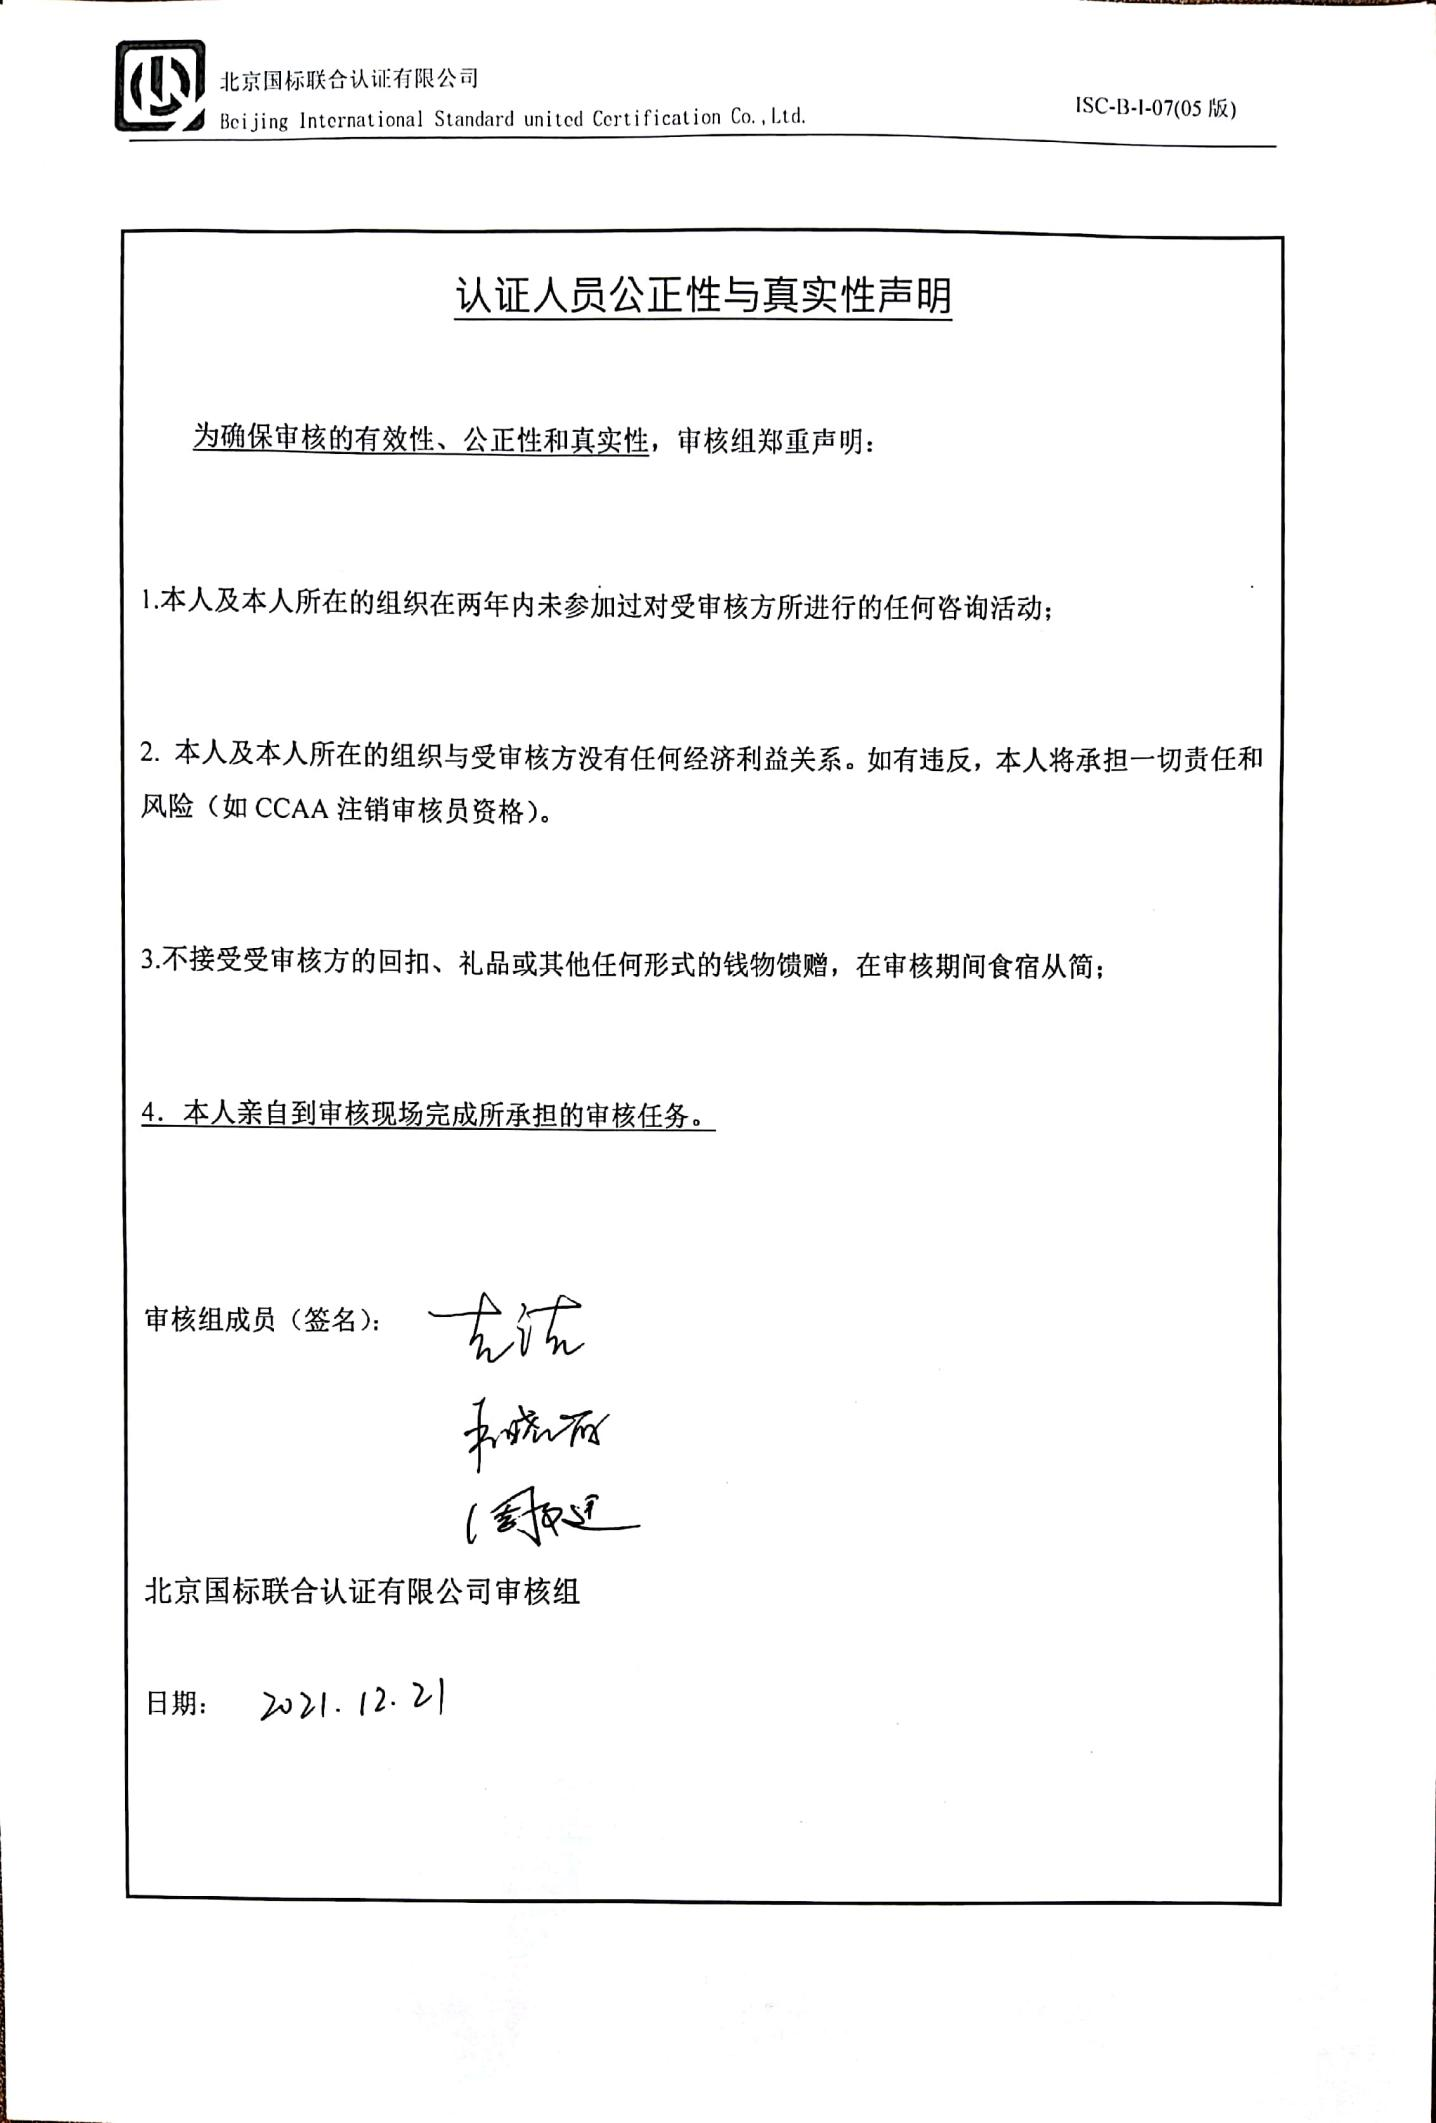 北京国标联合认证有限公司
Beijing International Standard united Certification Co.,Ltd.
ISC-B-I-07(05 版)
认证人员公正性与真实性声明
为确保审核的有效性、公正性和真实性，审核组郑重声明：
1.本人及本人所在的组织在两年内未参加过对受审核方所进行的任何咨询活动；
2. 本人及本人所在的组织与受审核方没有任何经济利益关系。如有违反，本人将承担一切责任和
风险（如 CCAA 注销审核员资格）。
3.不接受受审核方的回扣、礼品或其他任何形式的钱物馈赠，在审核期间食宿从简；
4. 本人亲自到审核现场完成所承担的审核任务。
审核组成员（签名）： 吉洁
北京国标联合认证有限公司审核组
日期： 2021.12.21